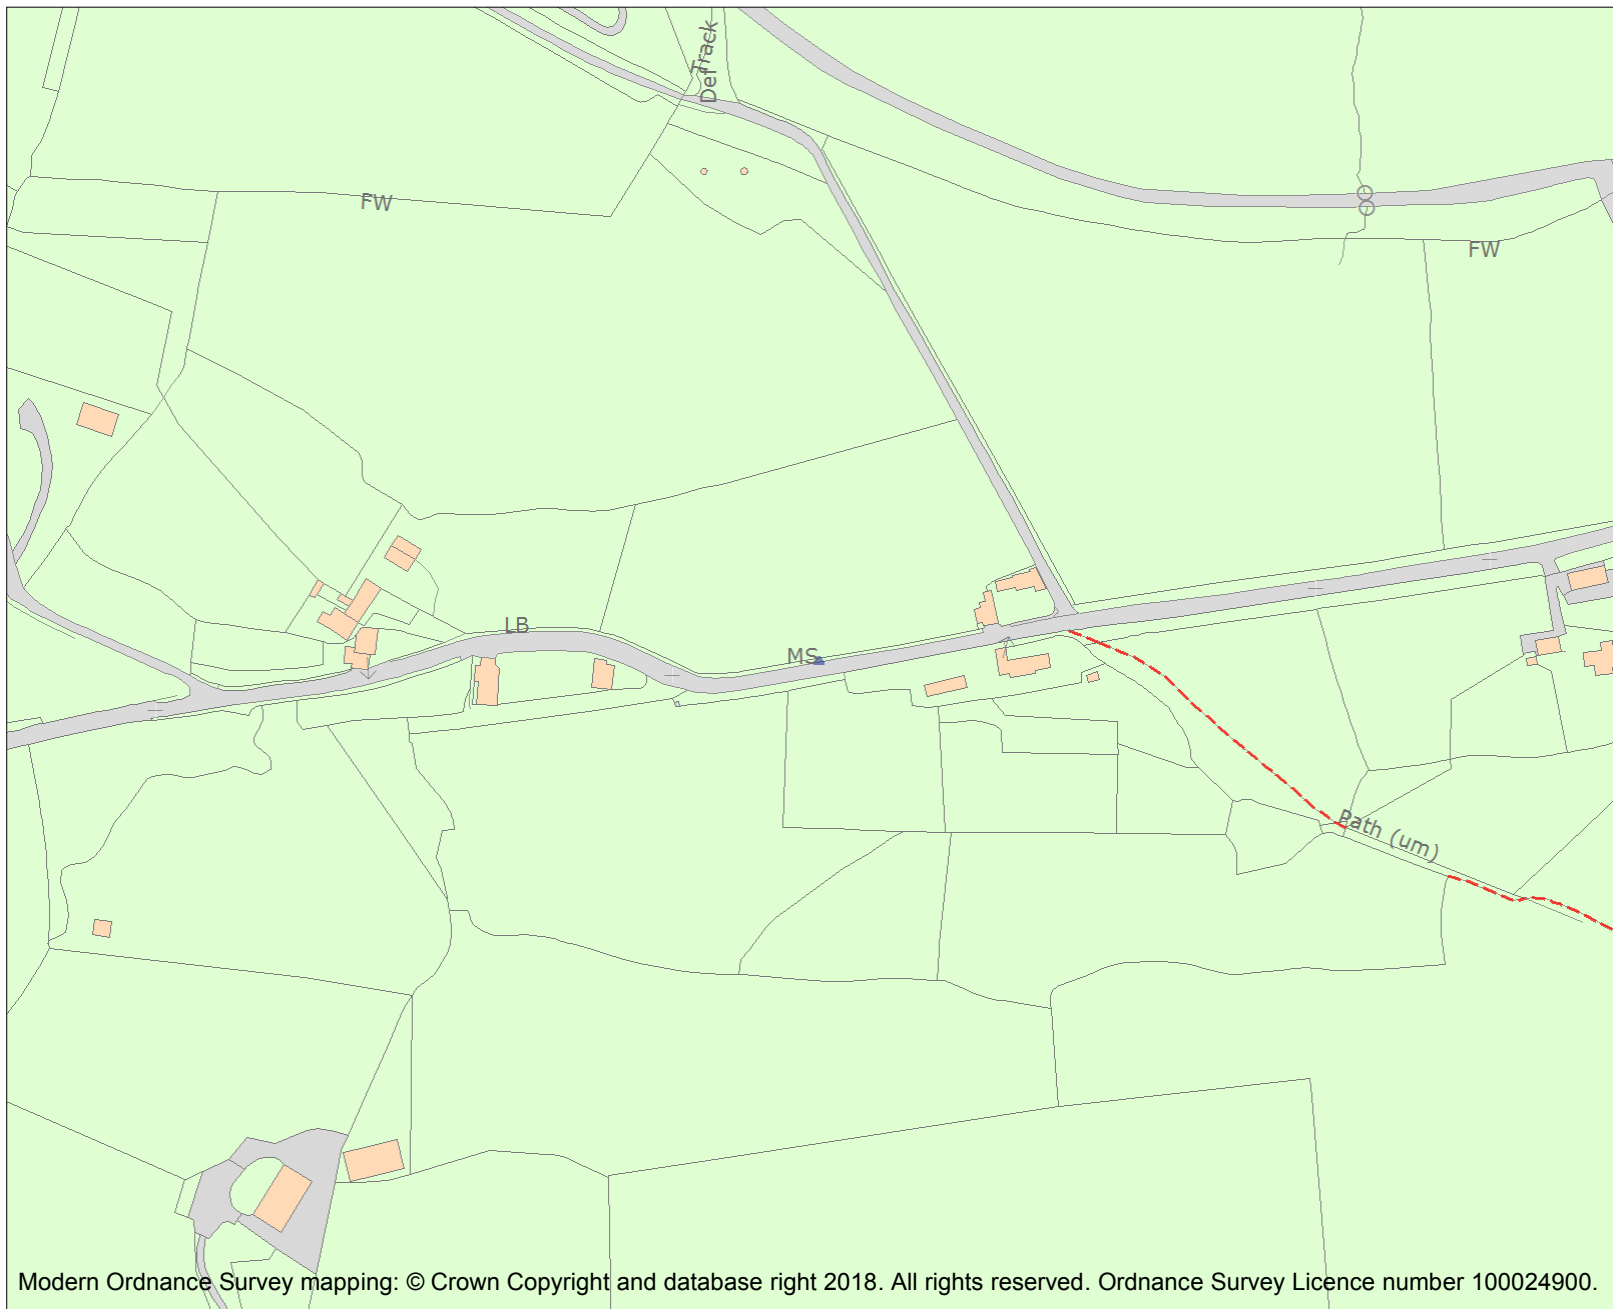 Track
Def
FW
FW
LB
MS
Path (um)
Modern Ordnance Survey mapping: © Crown Copyright and database right 2018. All rights reserved. Ordnance Survey Licence number 100024900.